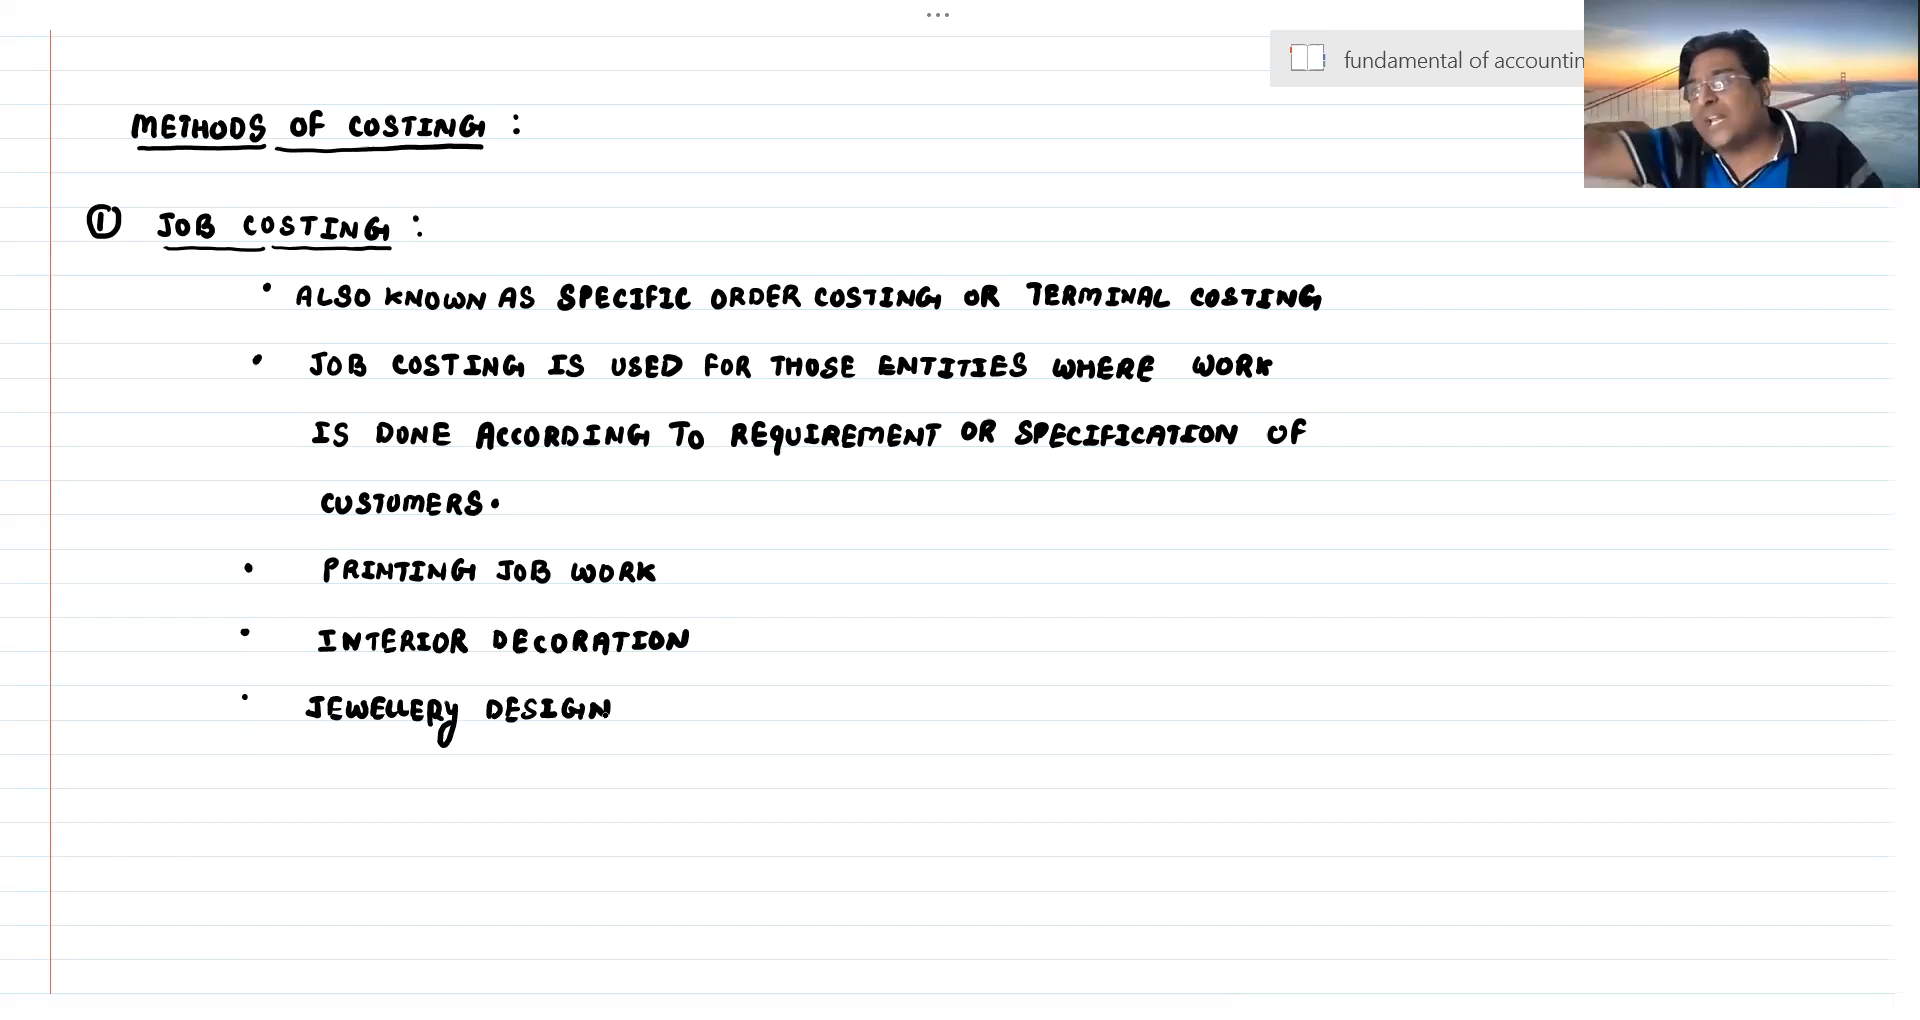 fundamental of accountin
METHODS OF COSTING :
① JOB COSTING :
• ALSO KNOWN AS SPECIFIC ORDER COSTING OR TERMINAL COSTING
• JOB COSTING IS USED FOR THOSE ENTITIES WHERE WORK
IS DONE ACCORDING TO REQUIREMENT OR SPECIFICATION OF
CUSTOMERS.
• PRINTING JOB WORK
• INTERIOR DECORATION
• JEWELLERY DESIGN